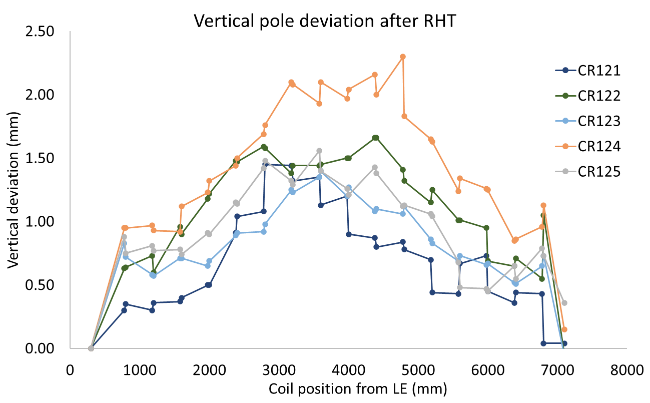 Vertical pole deviation after RHT
2.50
2.00
1.50
1.00
0.50
0.00
Vertical deviation (mm)
CR121
CR122
CR123
CR124
CR125
0 1000 2000 3000 4000 5000 6000 7000 8000
Coil position from LE (mm)